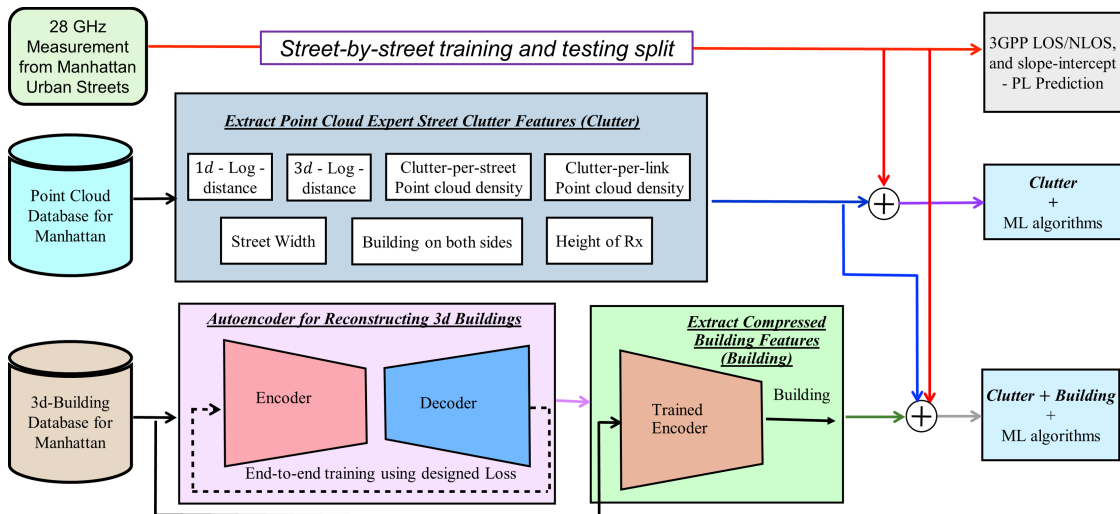 28 GHz
Measurement
from Manhattan
Urban Streets
Street-by-street training and testing split
3GPP LOS/NLOS,
and slope-intercept
- PL Prediction
Point Cloud
Database for
Manhattan
Extract Point Cloud Expert Street Clutter Features (Clutter)
1d - Log -
distance
3d - Log -
distance
Clutter-per-street
Point cloud density
Clutter-per-link
Point cloud density
Street Width
Building on both sides
Height of Rx
Clutter
+
ML algorithms
3d-Building
Database for
Manhattan
Autoencoder for Reconstructing 3d Buildings
Encoder
Decoder
End-to-end training using designed Loss
Extract Compressed
Building Features
(Building)
Trained
Encoder
Building
Clutter + Building
+
ML algorithms